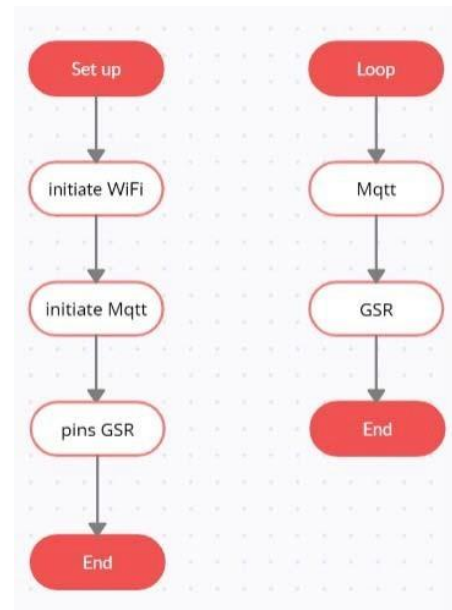 Set up
initiate WiFi
initiate Mqtt
pins GSR
End
Loop
Mqtt
GSR
End